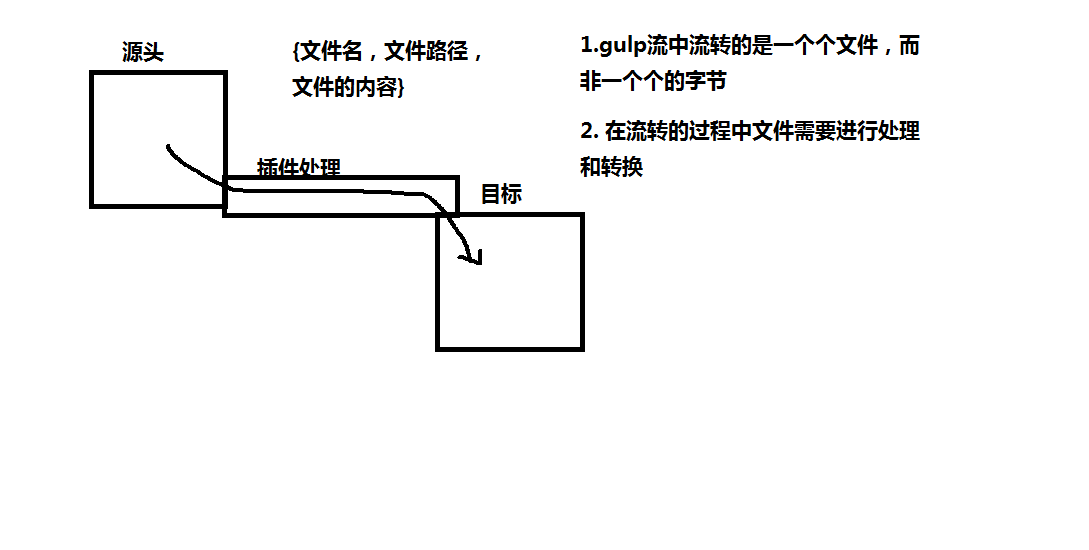 源头
{文件名，文件路径，
文件的内容}
插件处理
目标
1.gulp流中流转的是一个个文件，而
非一个个的字节
2. 在流转的过程中文件需要进行处理
和转换